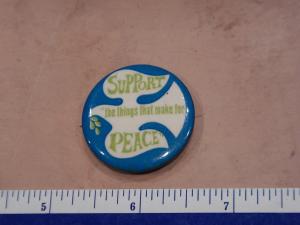 SUPPORT
"the things that make for
PEACE"
5 6 7